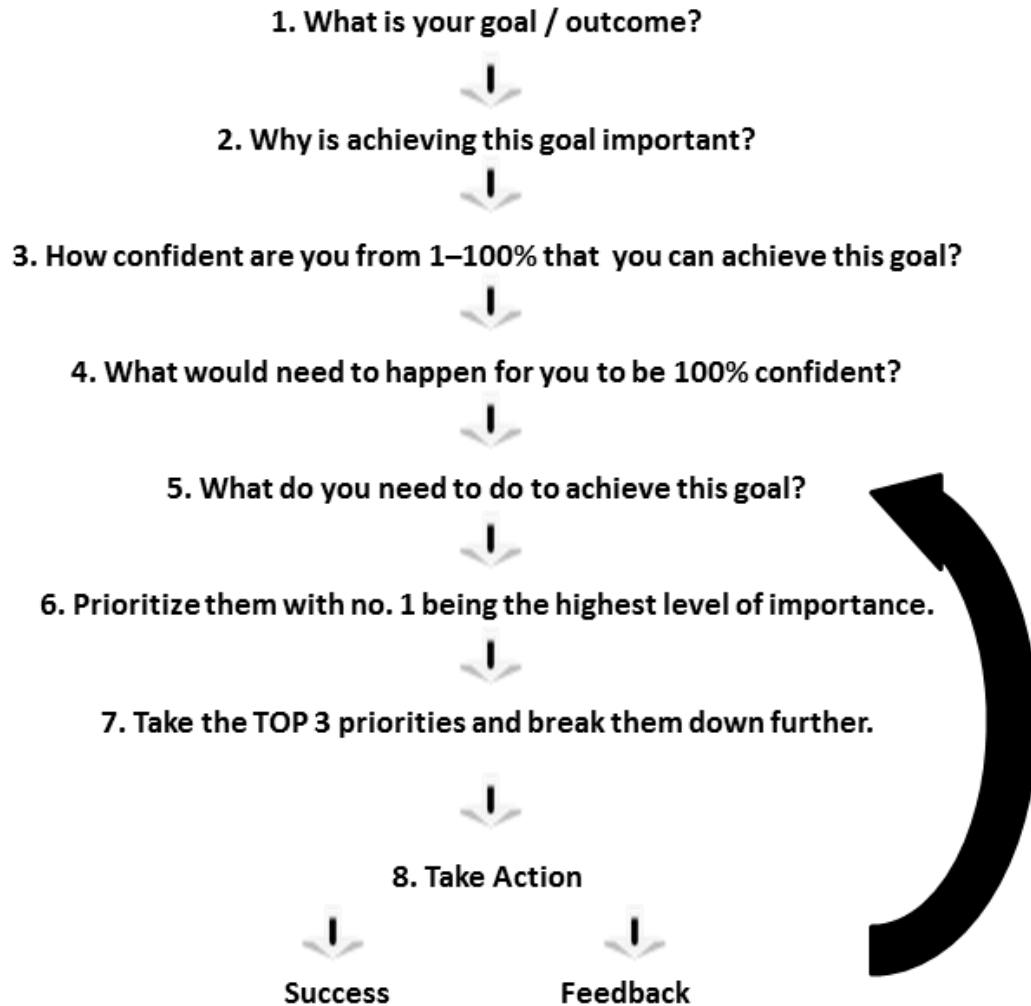 1. What is your goal / outcome?
2. Why is achieving this goal important?
3. How confident are you from 1–100% that you can achieve this goal?
4. What would need to happen for you to be 100% confident?
5. What do you need to do to achieve this goal?
6. Prioritize them with no. 1 being the highest level of importance.
7. Take the TOP 3 priorities and break them down further.
8. Take Action
Success Feedback